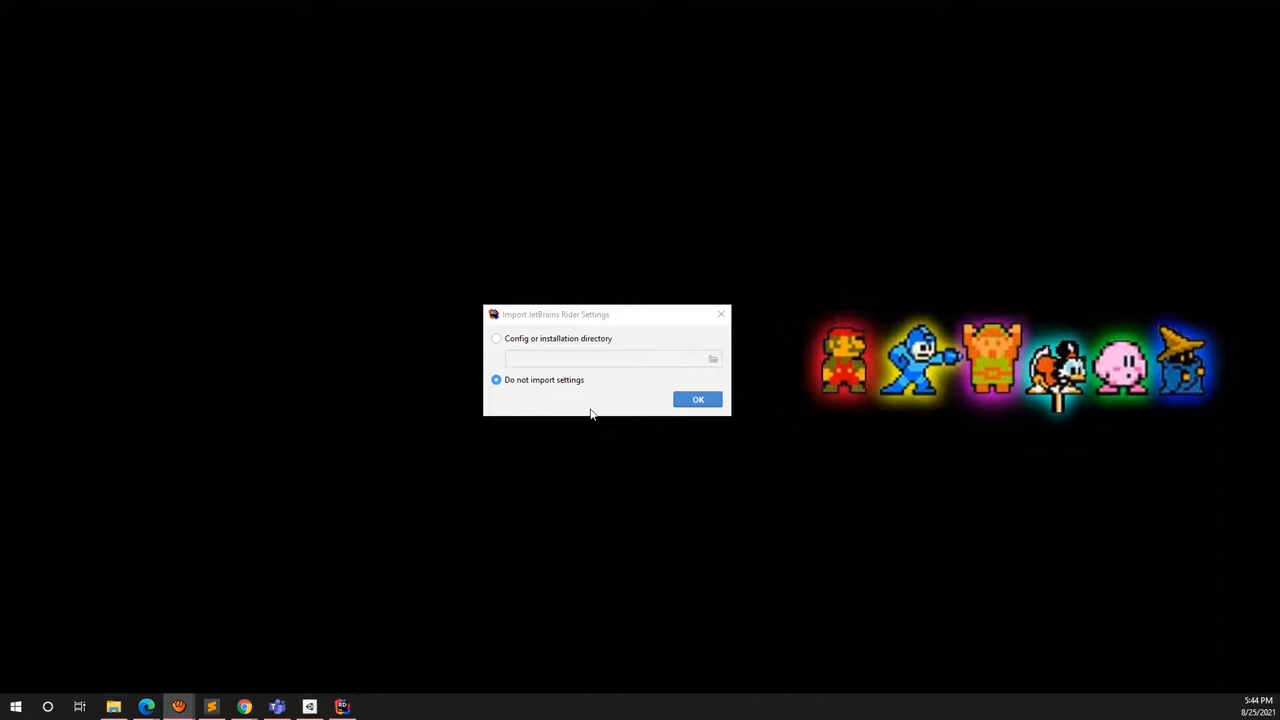 Import JetBrains Rider Settings
Config or installation directory
Do not import settings
OK
RD
5:44 PM
8/25/2021